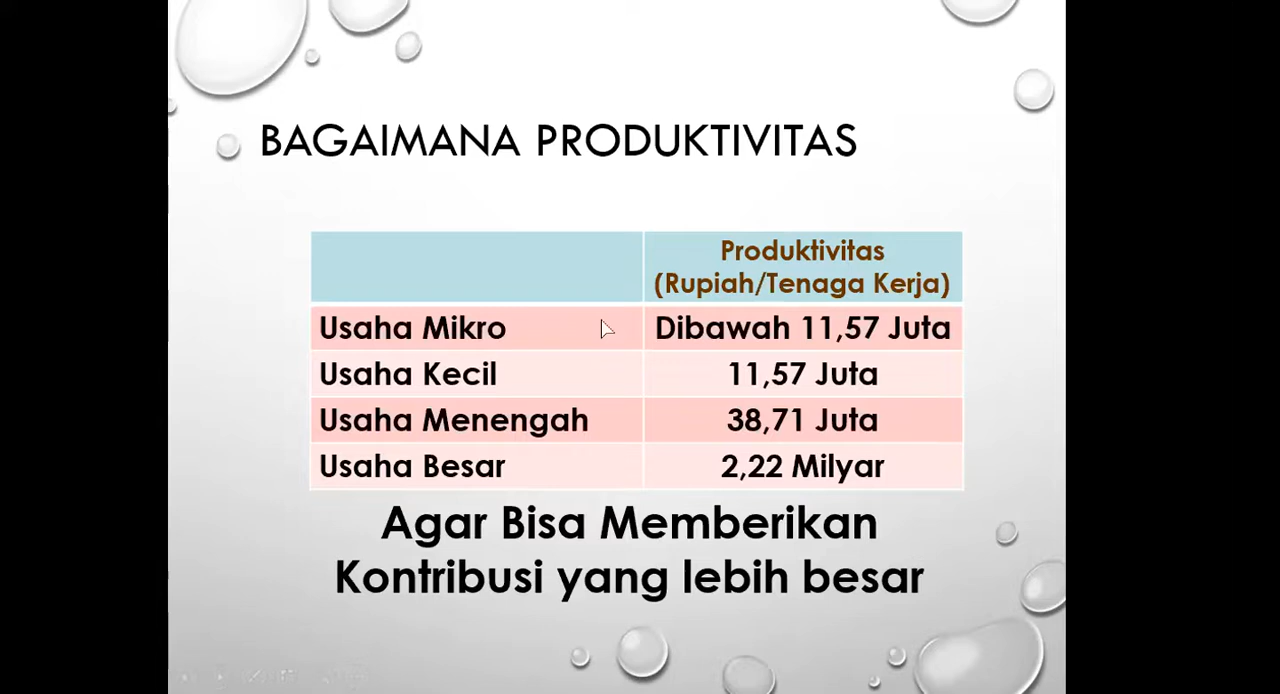 BAGAIMANA PRODUKTIVITAS
Produktivitas
(Rupiah/Tenaga Kerja)
Usaha Mikro Dibawah 11,57 Juta
Usaha Kecil 11,57 Juta
Usaha Menengah 38,71 Juta
Usaha Besar 2,22 Milyar
Agar Bisa Memberikan
Kontribusi yang lebih besar